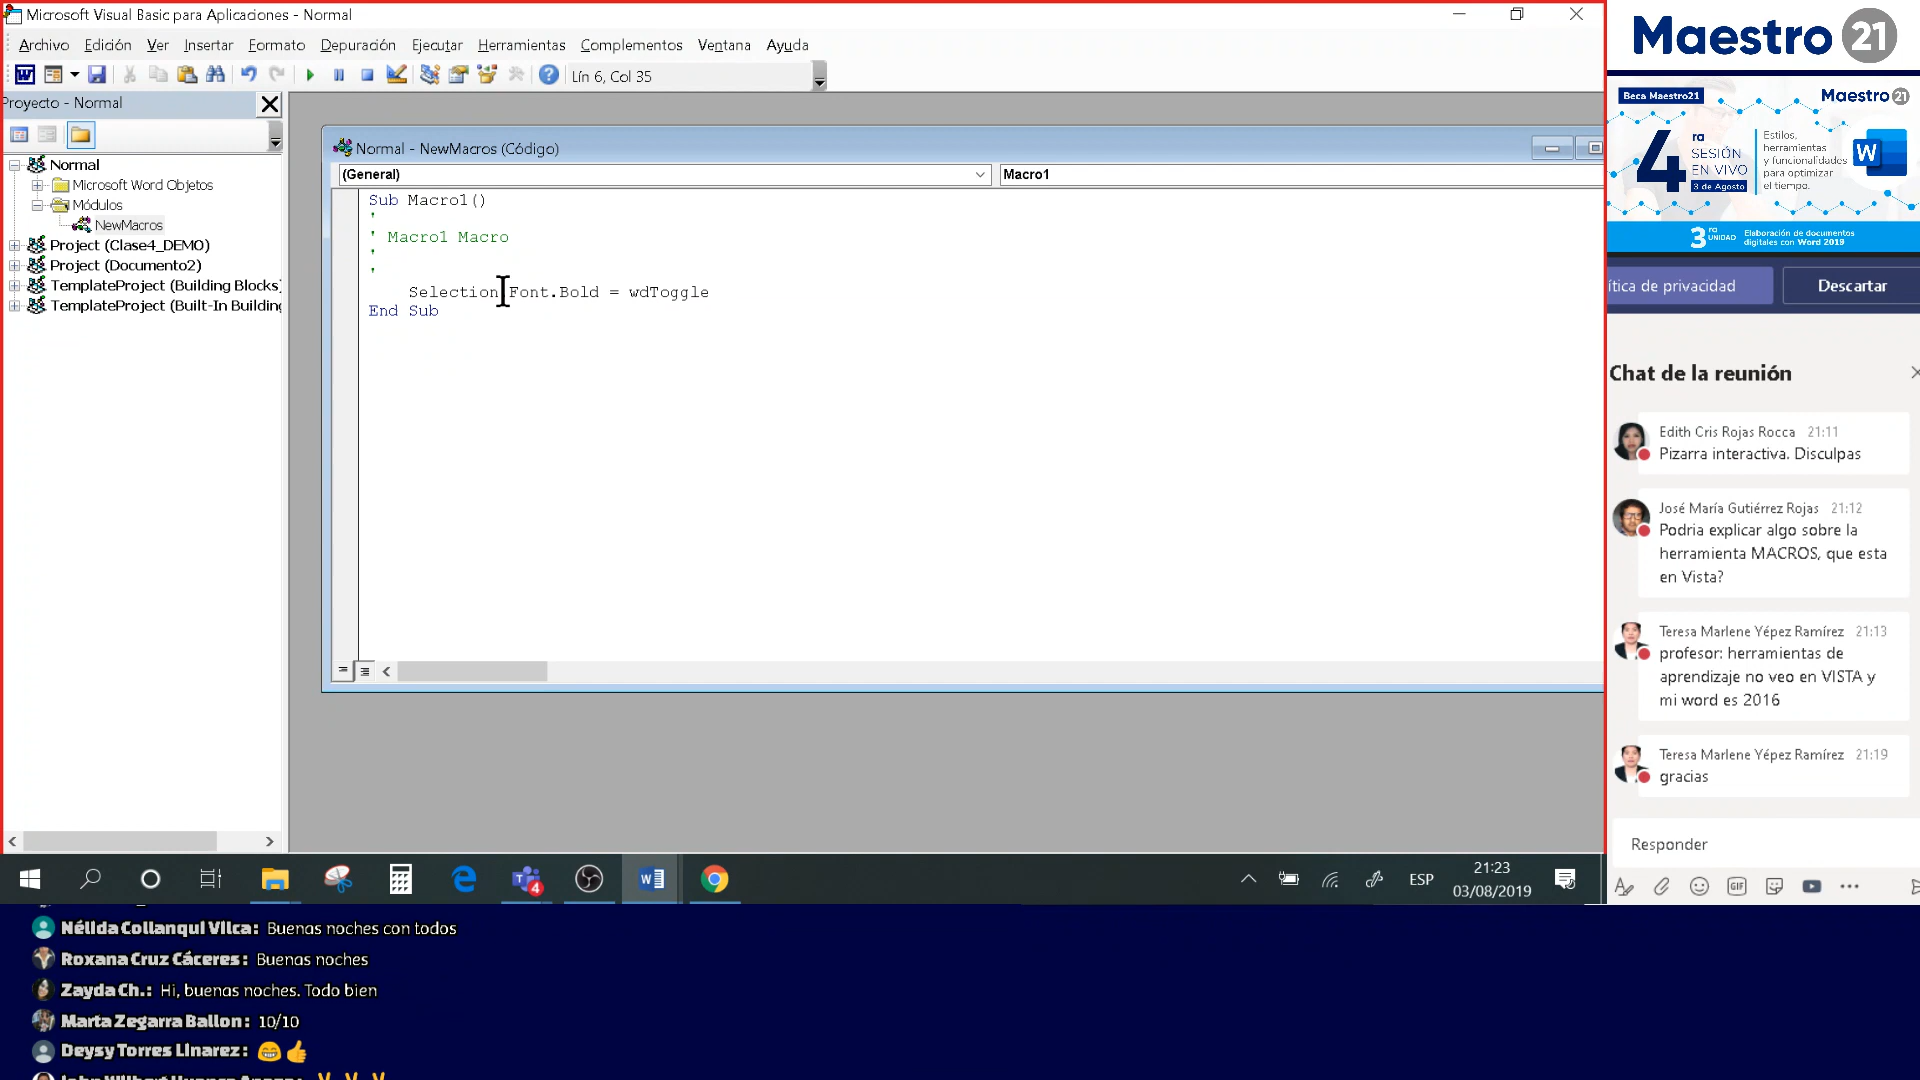 Microsoft Visual Basic para Aplicaciones - Normal
Archivo Edición Ver Insertar Formato Depuración Ejecutar Herramientas Complementos Ventana Ayuda
Lín 6, Col 35
Proyecto - Normal
Normal
Microsoft Word Objetos
Módulos
NewMacros
Project (Clase4_DEMO)
Project (Documento2)
TemplateProject (Building Blocks)
TemplateProject (Built-In Building
Normal - NewMacros (Código)
(General)
Macro1
Sub Macro1()
'
' Macro1 Macro
'
'
Selection.Font.Bold = wdToggle
End Sub
Maestro 21
Beca Maestro21
Maestro 21
4ra
SESIÓN
EN VIVO
3 de Agosto
Estilos,
herramientas
y funcionalidades
para optimizar
el tiempo.
W
3ra UNIDAD
Elaboración de documentos
digitales con Word 2019
ítica de privacidad
Descartar
Chat de la reunión
Edith Cris Rojas Rocca 21:11
Pizarra interactiva. Disculpas
José María Gutiérrez Rojas 21:12
Podria explicar algo sobre la
herramienta MACROS, que esta
en Vista?
Teresa Marlene Yépez Ramírez 21:13
profesor: herramientas de
aprendizaje no veo en VISTA y
mi word es 2016
Teresa Marlene Yépez Ramírez 21:19
gracias
Responder
GIF
4
ESP
21:23
03/08/2019
Nélida Collanqui Vilca: Buenas noches con todos
Roxana Cruz Cáceres: Buenas noches
Zayda Ch.: Hi, buenas noches. Todo bien
Marta Zegarra Ballon: 10/10
Deysy Torres Linarez: 😁👍